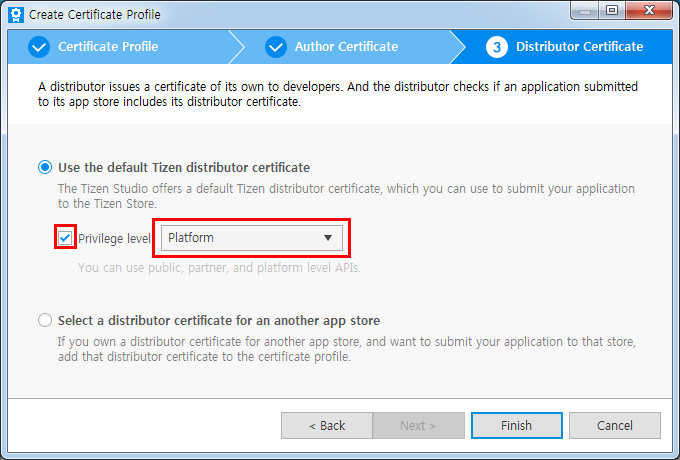 Create Certificate Profile
Certificate Profile
Author Certificate
3 Distributor Certificate
A distributor issues a certificate of its own to developers. And the distributor checks if an application submitted
to its app store includes its distributor certificate.
Use the default Tizen distributor certificate
The Tizen Studio offers a default Tizen distributor certificate, which you can use to submit your application
to the Tizen Store.
Privilege level Platform
You can use public, partner, and platform level APIs.
Select a distributor certificate for an another app store
If you own a distributor certificate for another app store, and want to submit your application to that store,
add that distributor certificate to the certificate profile.
< Back Next > Finish Cancel